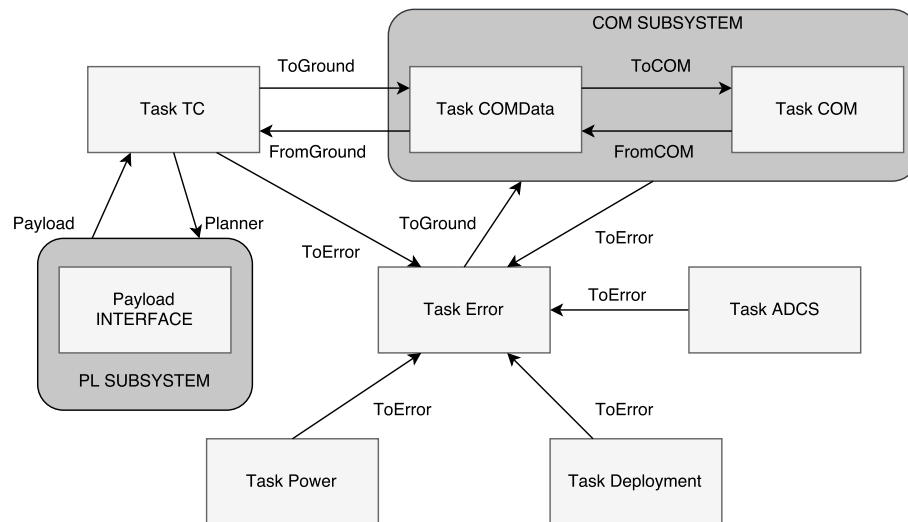 COM SUBSYSTEM
ToGround
ToCOM
Task TC
Task COMData
Task COM
FromGround
FromCOM
Payload
Planner
ToGround
ToError
ToError
Payload
INTERFACE
PL SUBSYSTEM
Task Error
ToError
Task ADCS
ToError
ToError
Task Power
Task Deployment